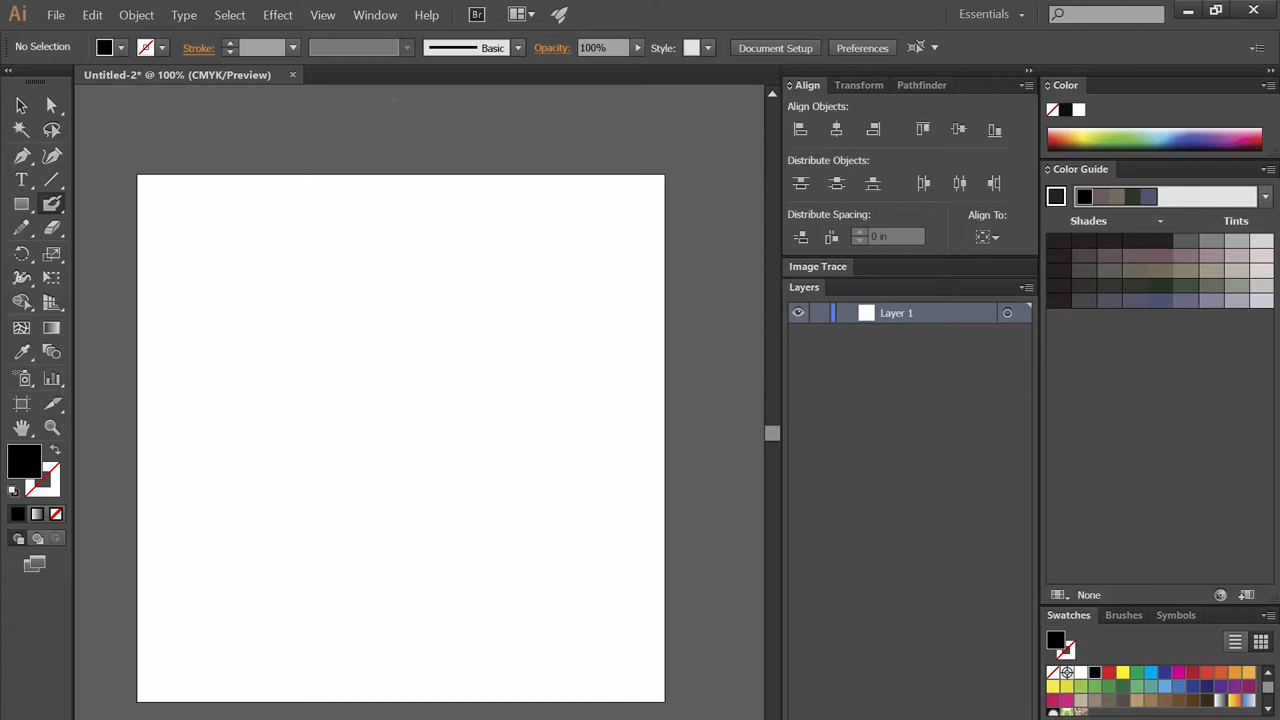 Ai File Edit Object Type Select Effect View Window Help Br Essentials
No Selection Stroke: Basic Opacity: 100% Style: Document Setup Preferences
Untitled-2* @ 100% (CMYK/Preview)
Align Transform Pathfinder
Color
Align Objects:
Distribute Objects:
Color Guide
Distribute Spacing: Align To:
Shades Tints
0 in
Image Trace
Layers
Layer 1
None
Swatches Brushes Symbols